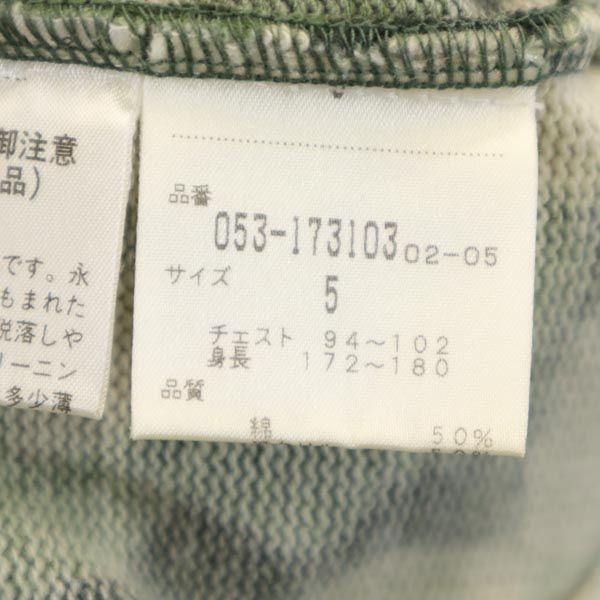 御注意
品)
です。永
もまれた
脱落しや
リーニン
多少薄
品番
053-173103 02-05
サイズ
5
チェスト 94~102
身長 172~180
品質
綿 50%